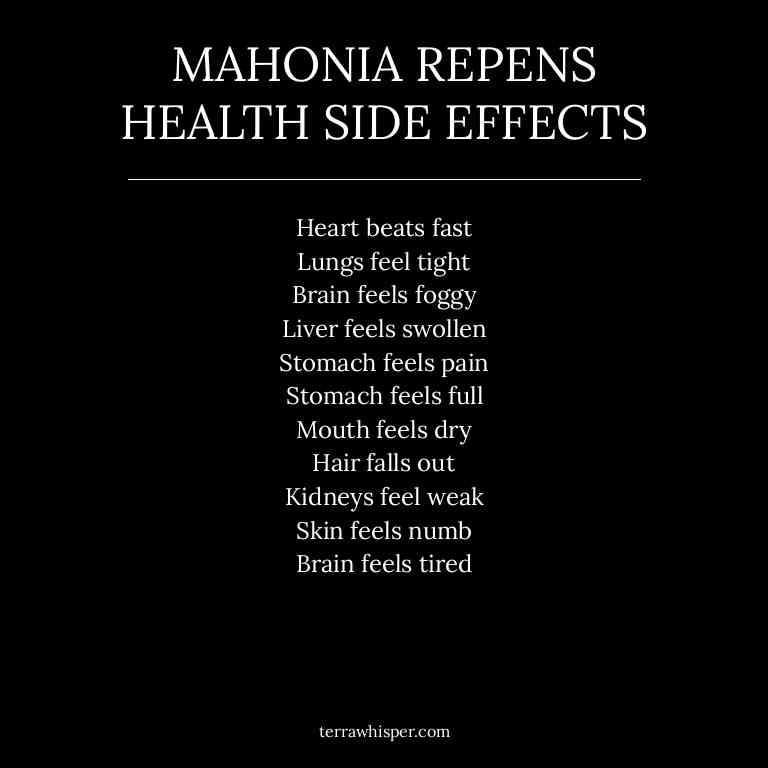 MAHONIA REPENS
HEALTH SIDE EFFECTS
Heart beats fast
Lungs feel tight
Brain feels foggy
Liver feels swollen
Stomach feels pain
Stomach feels full
Mouth feels dry
Hair falls out
Kidneys feel weak
Skin feels numb
Brain feels tired
terrawhisper.com